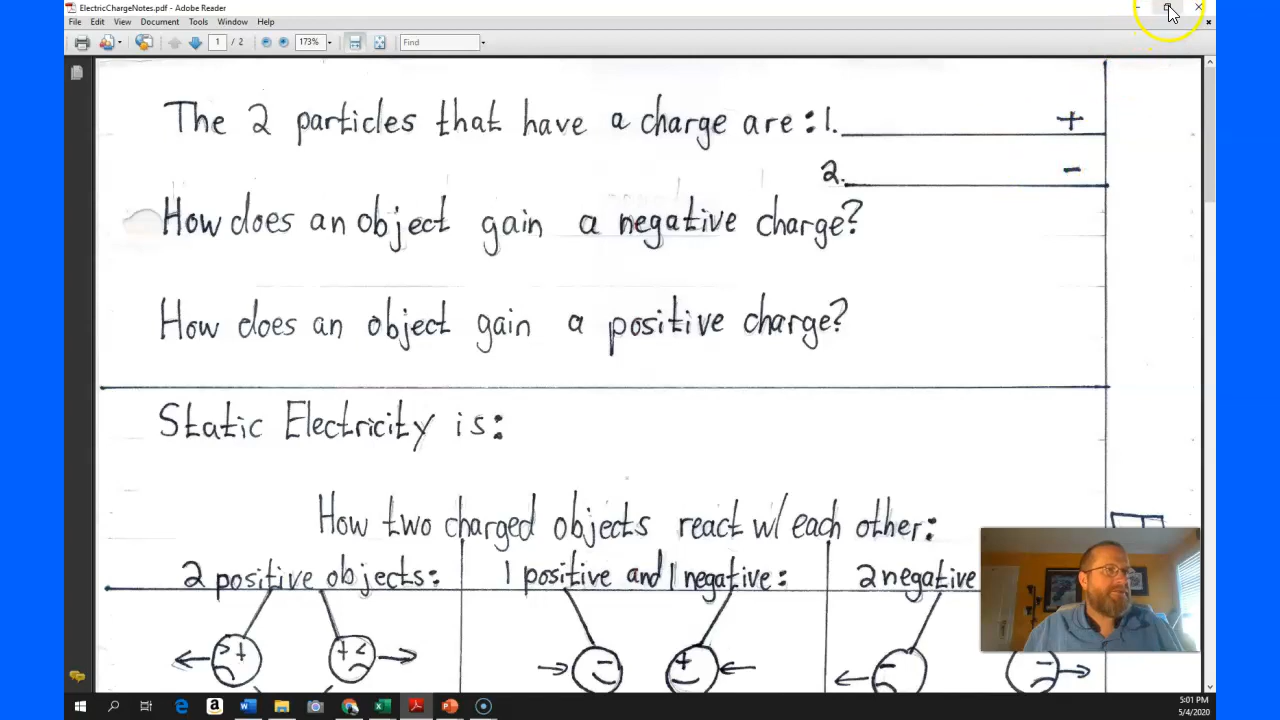 ElectricChargeNotes.pdf - Adobe Reader
File Edit View Document Tools Window Help
1 / 2 173% Find
The 2 particles that have a charge are: 1. +
2. -
How does an object gain a negative charge?
How does an object gain a positive charge?
Static Electricity is:
How two charged objects react w/ each other:
2 positive objects: 1 positive and 1 negative: 2 negative
+ + - + - -
5:01 PM
5/4/2020